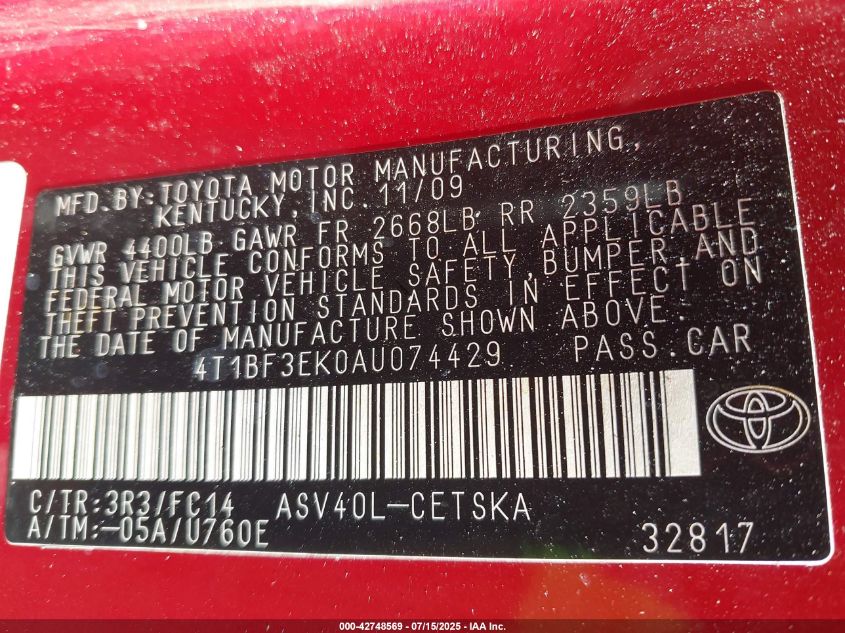 MFD.BY:TOYOTA MOTOR MANUFACTURING,
KENTUCKY,INC.11/09
GVWR 4400LB GAWR FR 2668LB RR 2359LB
THIS VEHICLE CONFORMS TO ALL APPLICABLE
FEDERAL MOTOR VEHICLE SAFETY,BUMPER,AND
THEFT PREVENTION STANDARDS IN EFFECT ON
THE DATE OF MANUFACTURE SHOWN ABOVE.
4T1BF3EK0AU074429 PASS.CAR
C/TR:3R3/FC14 ASV40L-CETSKA
A/TM:-05A/U760E 32817
000-42748569 - 07/15/2025 - IAA Inc.